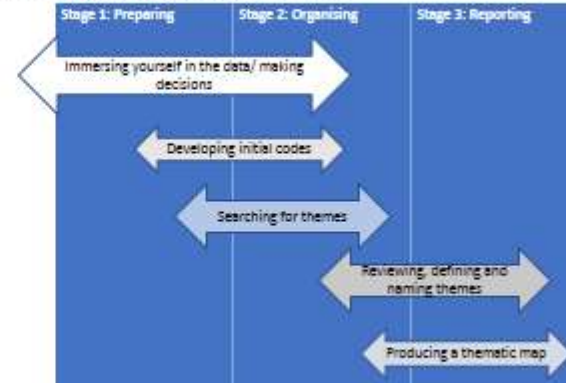 Stage 1: Preparing
Stage 2: Organising
Stage 3: Reporting
Immersing yourself in the data/ making
decisions
Developing initial codes
Searching for themes
Reviewing, defining and
naming themes
Producing a thematic map